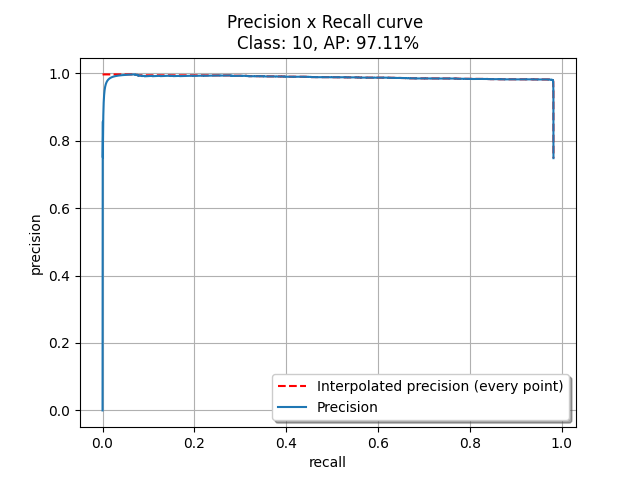 Precision x Recall curve
Class: 10, AP: 97.11%
1.0
0.8
0.6
0.4
0.2
0.0
precision
Interpolated precision (every point)
Precision
0.0 0.2 0.4 0.6 0.8 1.0
recall